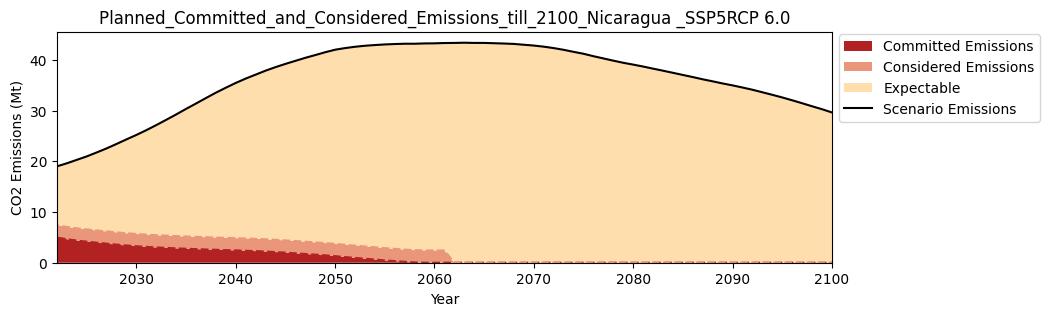 Planned_Committed_and_Considered_Emissions_till_2100_Nicaragua _SSP5RCP 6.0
Committed Emissions
Considered Emissions
Expectable
Scenario Emissions
CO2 Emissions (Mt)
40
30
20
10
0
2030
2040
2050
2060
2070
2080
2090
2100
Year